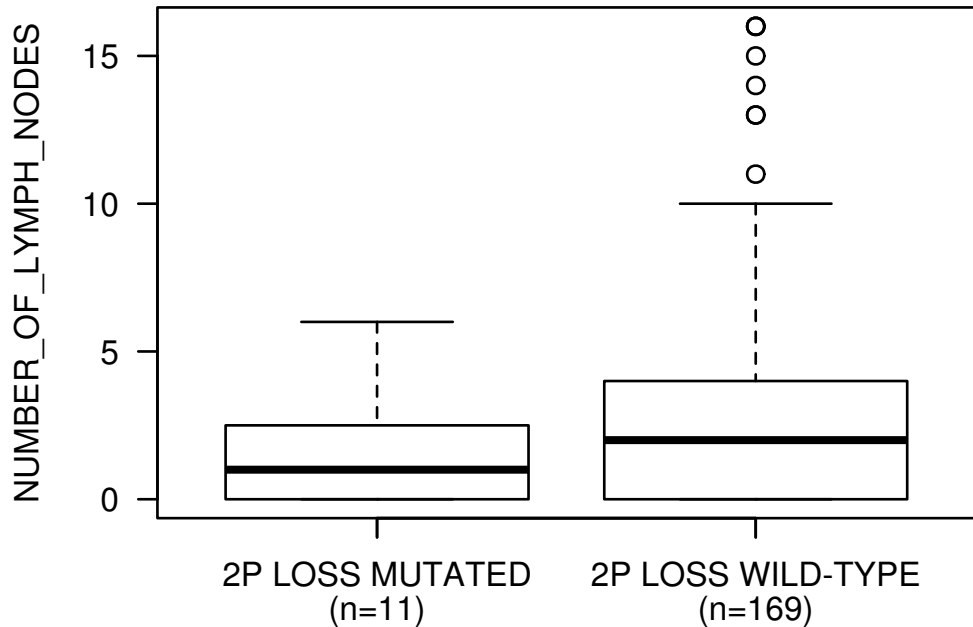 NUMBER_OF_LYMPH_NODES
15
10
5
0
2P LOSS MUTATED
(n=11)
2P LOSS WILD-TYPE
(n=169)